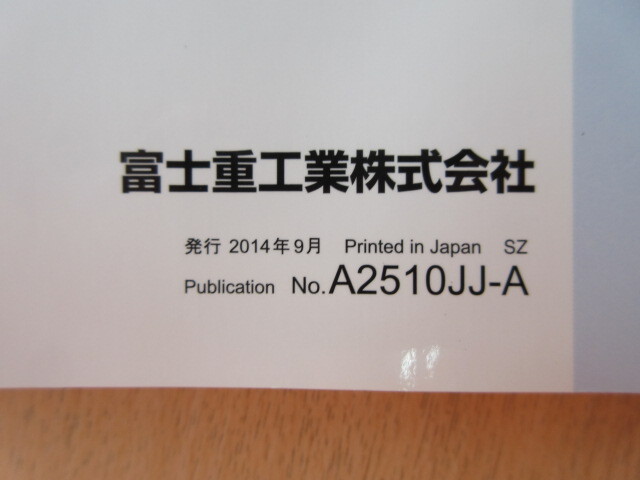 富士重工業株式会社
発行 2014年9月 Printed in Japan SZ
Publication No. A2510JJ-A